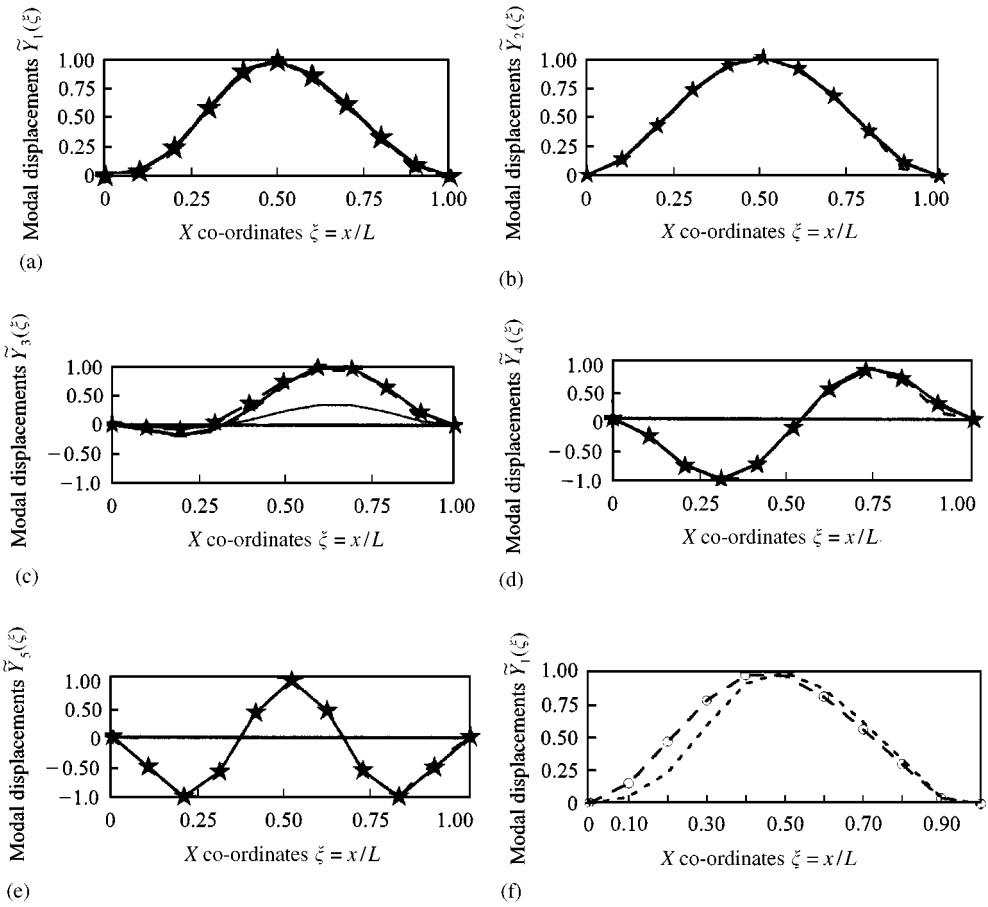 Modal displacements Ỹ₁(ξ)
1.00
0.75
0.50
0.25
0
0 0.25 0.50 0.75 1.00
X co-ordinates ξ = x/L
(a)
Modal displacements Ỹ₂(ξ)
1.00
0.75
0.50
0.25
0
0 0.25 0.50 0.75 1.00
X co-ordinates ξ = x/L
(b)
Modal displacements Ỹ₃(ξ)
1.00
0.50
0
−0.50
−1.0
0 0.25 0.50 0.75 1.00
X co-ordinates ξ = x/L
(c)
Modal displacements Ỹ₄(ξ)
1.00
0.50
0
−0.50
−1.0
0 0.25 0.50 0.75 1.00
X co-ordinates ξ = x/L
(d)
Modal displacements Ỹ₅(ξ)
1.00
0.50
0
−0.50
−1.0
0 0.25 0.50 0.75 1.00
X co-ordinates ξ = x/L
(e)
Modal displacements Ỹ₁(ξ)
1.00
0.75
0.50
0.25
0
0 0.10 0.30 0.50 0.70 0.90
X co-ordinates ξ = x/L
(f)